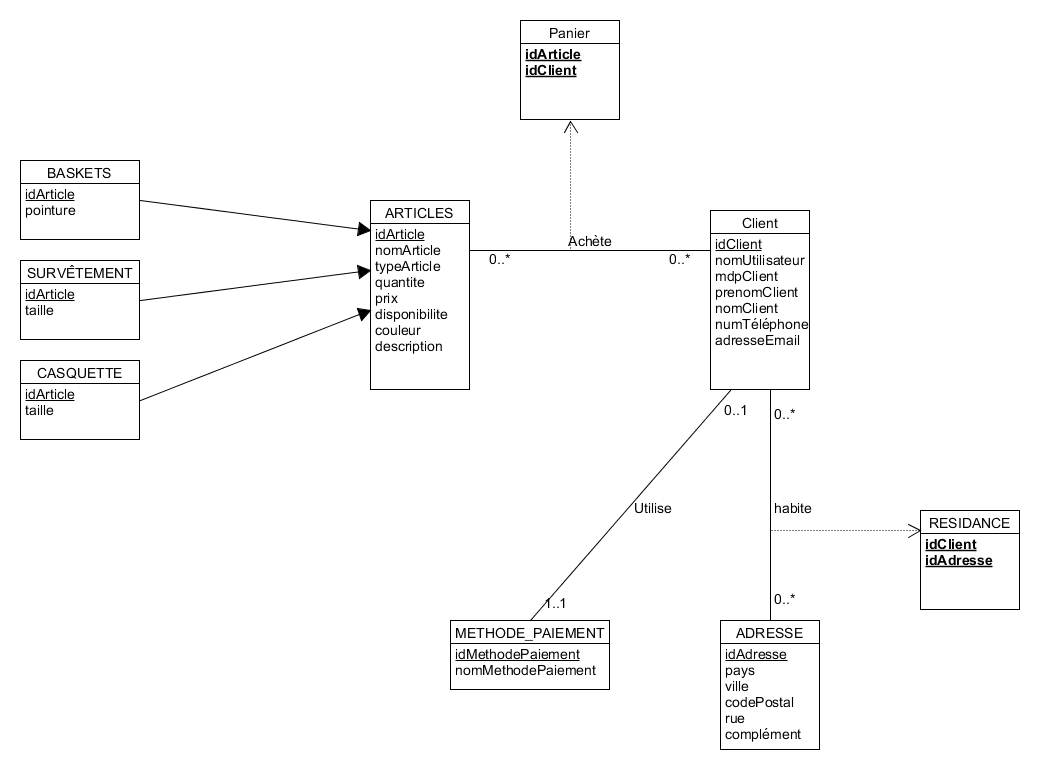 Panier
idArticle
idClient
BASKETS
idArticle
pointure
SURVÊTEMENT
idArticle
taille
CASQUETTE
idArticle
taille
ARTICLES
idArticle
nomArticle
typeArticle
quantite
prix
disponibilite
couleur
description
Achète
0..*
0..*
Client
idClient
nomUtilisateur
mdpClient
prenomClient
nomClient
numTéléphone
adresseEmail
0..1
0..*
Utilise
habite
RESIDANCE
idClient
idAdresse
1..1
0..*
METHODE_PAIEMENT
idMethodePaiement
nomMethodePaiement
ADRESSE
idAdresse
pays
ville
codePostal
rue
complément